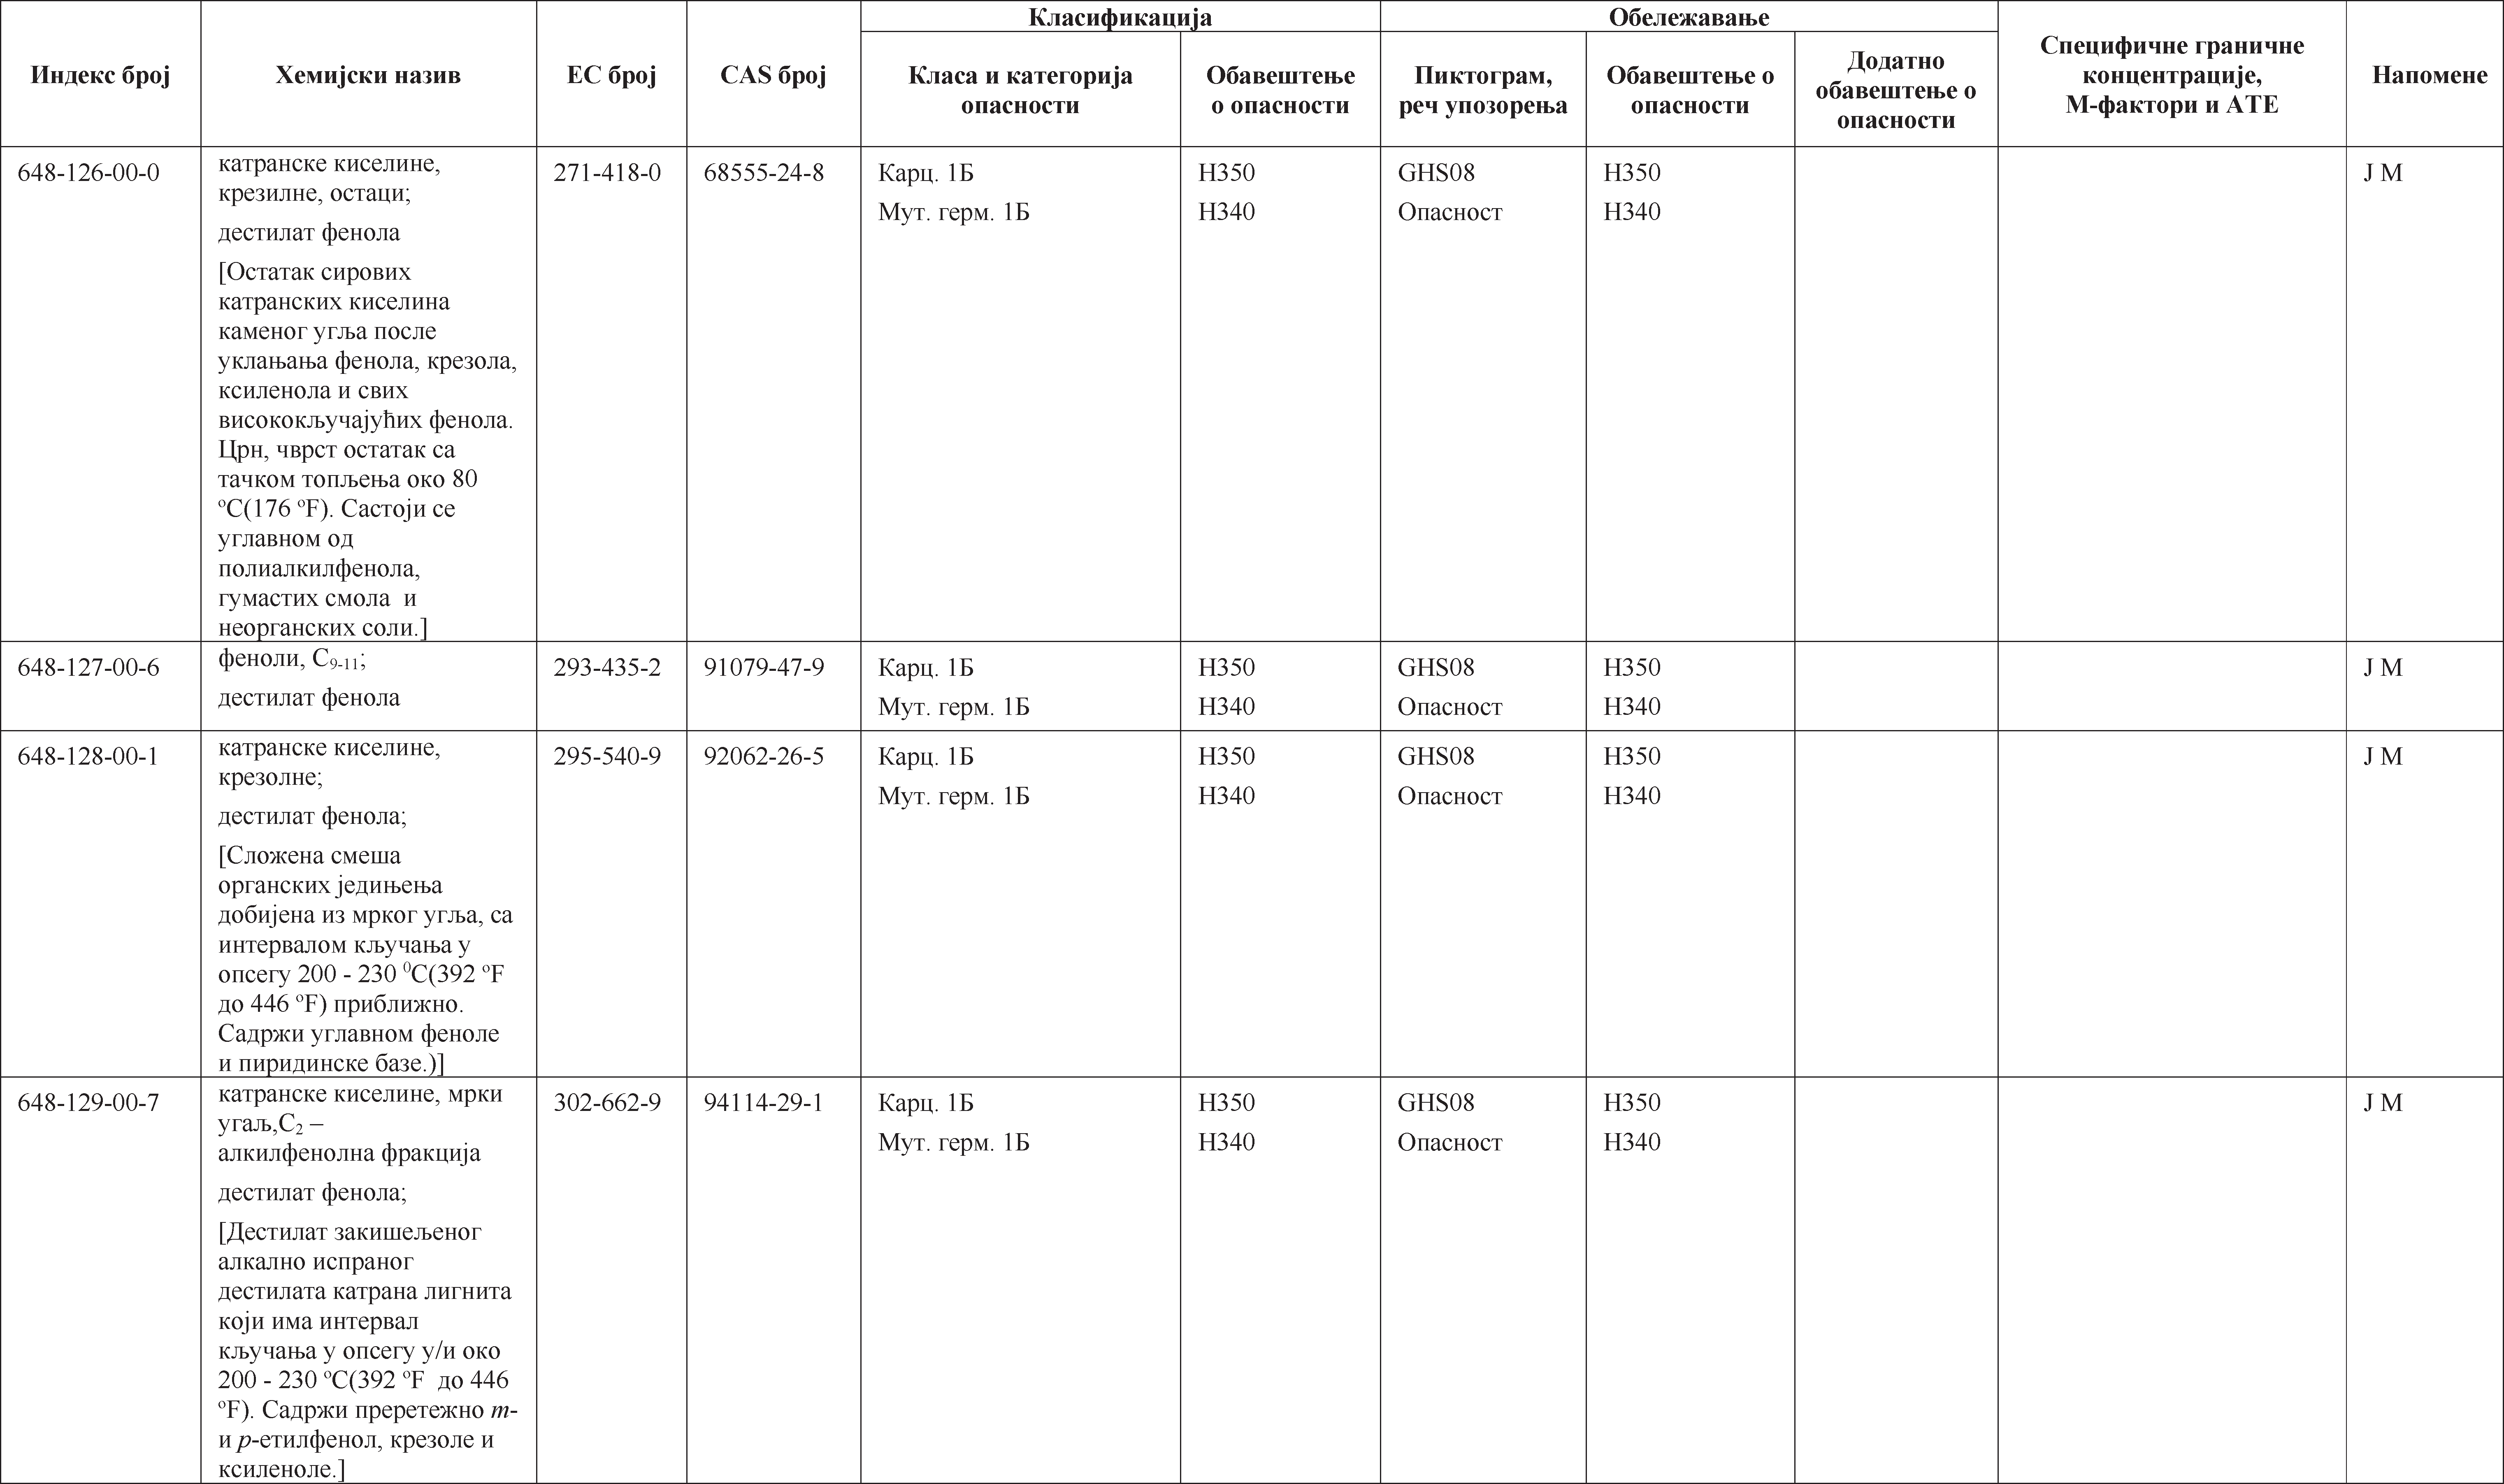 Класификација
Обележавање
Индекс број
Хемијски назив
ЕС број
CAS број
Класа и категорија
опасности
Обавештење
о опасности
Пиктограм,
реч упозорења
Обавештење о
опасности
Додатно
обавештење о
опасности
Специфичне граничне
концентрације,
М-фактори и АТЕ
Напомене
648-126-00-0
катранске киселине,
крезилне, остаци;
дестилат фенола
[Остатак сирових
катранских киселина
каменог угља после
уклањања фенола, крезола,
ксиленола и свих
висококључајућих фенола.
Црн, чврст остатак са
тачком топљења око 80
ºC(176 ºF). Састоји се
углавном од
полиалкилфенола,
гумастих смола  и
неорганских соли.]
271-418-0
68555-24-8
Карц. 1Б
Мут. герм. 1Б
H350
H340
GHS08
Опасност
H350
H340
J M
648-127-00-6
феноли, C₉₋₁₁;
дестилат фенола
293-435-2
91079-47-9
Карц. 1Б
Мут. герм. 1Б
H350
H340
GHS08
Опасност
H350
H340
J M
648-128-00-1
катранске киселине,
крезолне;
дестилат фенола;
[Сложена смеша
органских једињења
добијена из мрког угља, са
интервалом кључања у
опсегу 200 - 230 ⁰C(392 ºF
до 446 ºF) приближно.
Садржи углавном феноле
и пиридинске базе.)]
295-540-9
92062-26-5
Карц. 1Б
Мут. герм. 1Б
H350
H340
GHS08
Опасност
H350
H340
J M
648-129-00-7
катранске киселине, мрки
угаљ,C₂ –
алкилфенолна фракција
дестилат фенола;
[Дестилат закишељеног
алкално испраног
дестилата катрана лигнита
који има интервал
кључања у опсегу у/и око
200 - 230 ºC(392 ºF  до 446
ºF). Садржи преретежно m-
и p-етилфенол, крезоле и
ксиленоле.]
302-662-9
94114-29-1
Карц. 1Б
Мут. герм. 1Б
H350
H340
GHS08
Опасност
H350
H340
J M